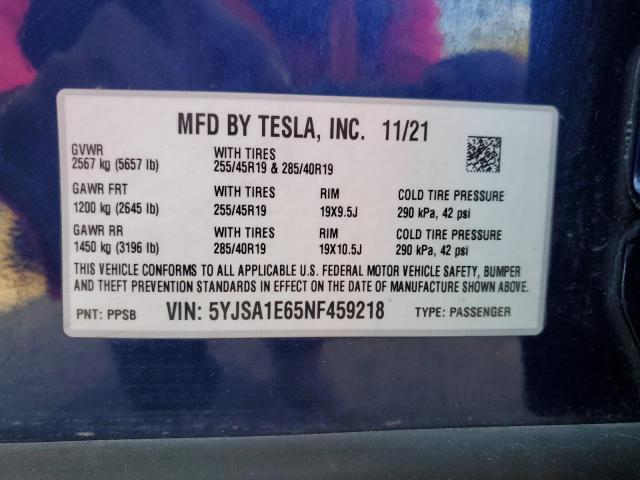 MFD BY TESLA, INC. 11/21
GVWR WITH TIRES
2567 kg (5657 lb) 255/45R19 & 285/40R19
GAWR FRT WITH TIRES RIM COLD TIRE PRESSURE
1200 kg (2645 lb) 255/45R19 19X9.5J 290 kPa, 42 psi
GAWR RR WITH TIRES RIM COLD TIRE PRESSURE
1450 kg (3196 lb) 285/40R19 19X10.5J 290 kPa, 42 psi
THIS VEHICLE CONFORMS TO ALL APPLICABLE U.S. FEDERAL MOTOR VEHICLE SAFETY, BUMPER
AND THEFT PREVENTION STANDARDS IN EFFECT ON THE DATE OF MANUFACTURE SHOWN ABOVE.
PNT: PPSB VIN: 5YJSA1E65NF459218 TYPE: PASSENGER